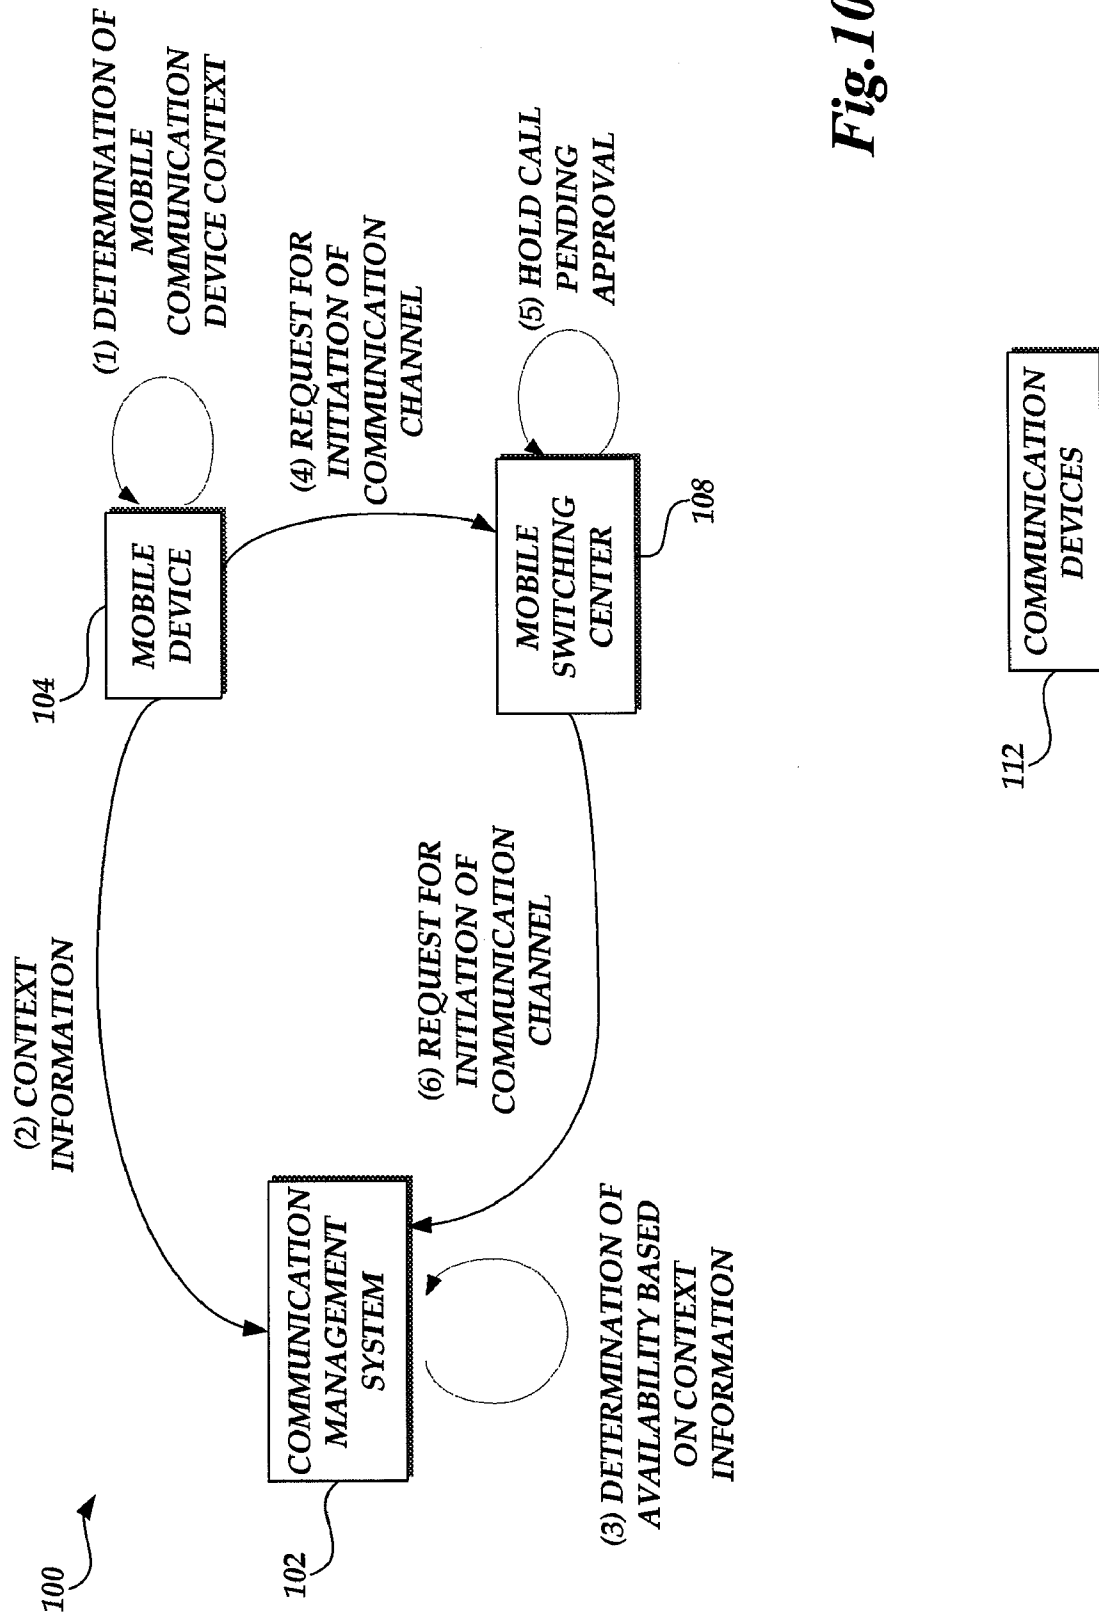 100
102
COMMUNICATION
MANAGEMENT
SYSTEM
(3) DETERMINATION OF
AVAILABILITY BASED
ON CONTEXT
INFORMATION
(2) CONTEXT
INFORMATION
(6) REQUEST FOR
INITIATION OF
COMMUNICATION
CHANNEL
104
MOBILE
DEVICE
(1) DETERMINATION OF
MOBILE
COMMUNICATION
DEVICE CONTEXT
(4) REQUEST FOR
INITIATION OF
COMMUNICATION
CHANNEL
MOBILE
SWITCHING
CENTER
108
(5) HOLD CALL
PENDING
APPROVAL
112
COMMUNICATION
DEVICES